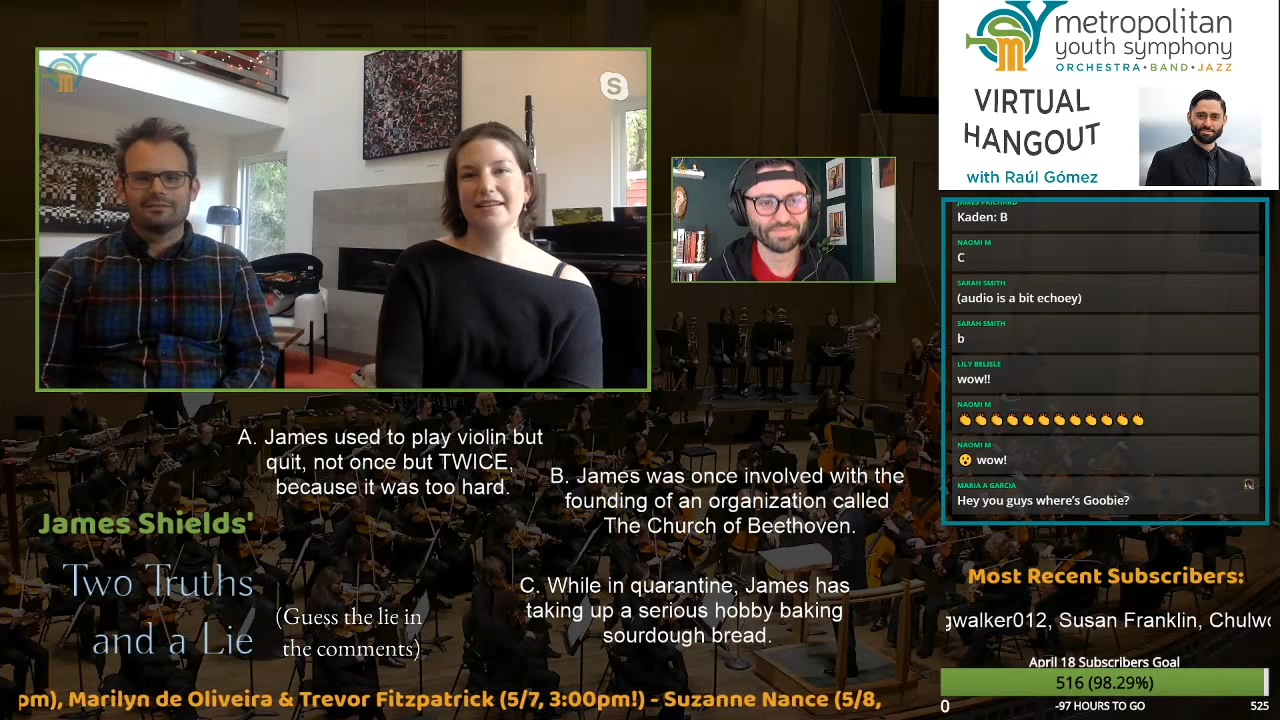 metropolitan
youth symphony
ORCHESTRA•BAND•JAZZ
VIRTUAL
HANGOUT
with Raúl Gómez
JAMES PRICHARD
Kaden: B
NAOMI M
C
SARAH SMITH
(audio is a bit echoey)
SARAH SMITH
b
LILY BELISLE
wow!!
NAOMI M
👏👏👏👏👏👏👏👏👏👏👏👏
NAOMI M
😮 wow!
MARIA A GARCIA
Hey you guys where's Goobie?
A. James used to play violin but
quit, not once but TWICE,
because it was too hard.
B. James was once involved with the
founding of an organization called
The Church of Beethoven.
C. While in quarantine, James has
taking up a serious hobby baking
sourdough bread.
James Shields'
Two Truths
and a Lie
(Guess the lie in
the comments)
Most Recent Subscribers:
gwalker012, Susan Franklin, Chulwo
April 18 Subscribers Goal
516 (98.29%)
0
-97 HOURS TO GO
525
pm), Marilyn de Oliveira & Trevor Fitzpatrick (5/7, 3:00pm!) - Suzanne Nance (5/8,